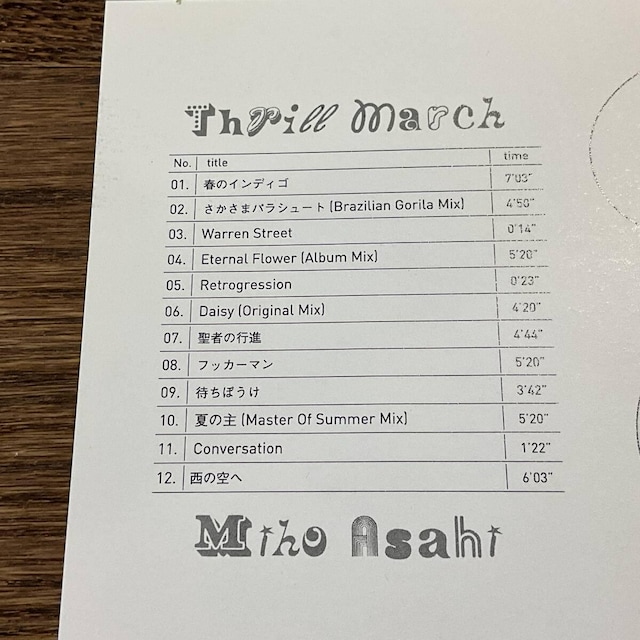 Thrill March
No. title time
01. 春のインディゴ 7'03"
02. さかさまパラシュート (Brazilian Gorila Mix) 4'58"
03. Warren Street 0'14"
04. Eternal Flower (Album Mix) 5'20"
05. Retrogression 0'23"
06. Daisy (Original Mix) 4'20"
07. 聖者の行進 4'44"
08. フッカーマン 5'20"
09. 待ちぼうけ 3'42"
10. 夏の主 (Master Of Summer Mix) 5'20"
11. Conversation 1'22"
12. 西の空へ 6'03"
Miho Asahi